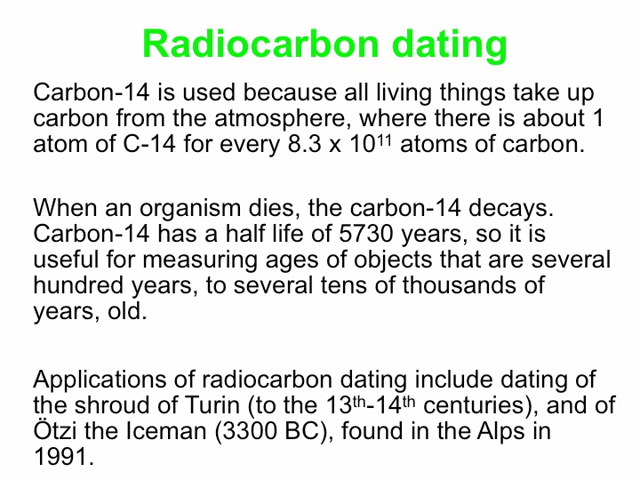 Radiocarbon dating
Carbon-14 is used because all living things take up
carbon from the atmosphere, where there is about 1
atom of C-14 for every 8.3 x 10¹¹ atoms of carbon.
When an organism dies, the carbon-14 decays.
Carbon-14 has a half life of 5730 years, so it is
useful for measuring ages of objects that are several
hundred years, to several tens of thousands of
years, old.
Applications of radiocarbon dating include dating of
the shroud of Turin (to the 13ᵗʰ-14ᵗʰ centuries), and of
Ötzi the Iceman (3300 BC), found in the Alps in
1991.